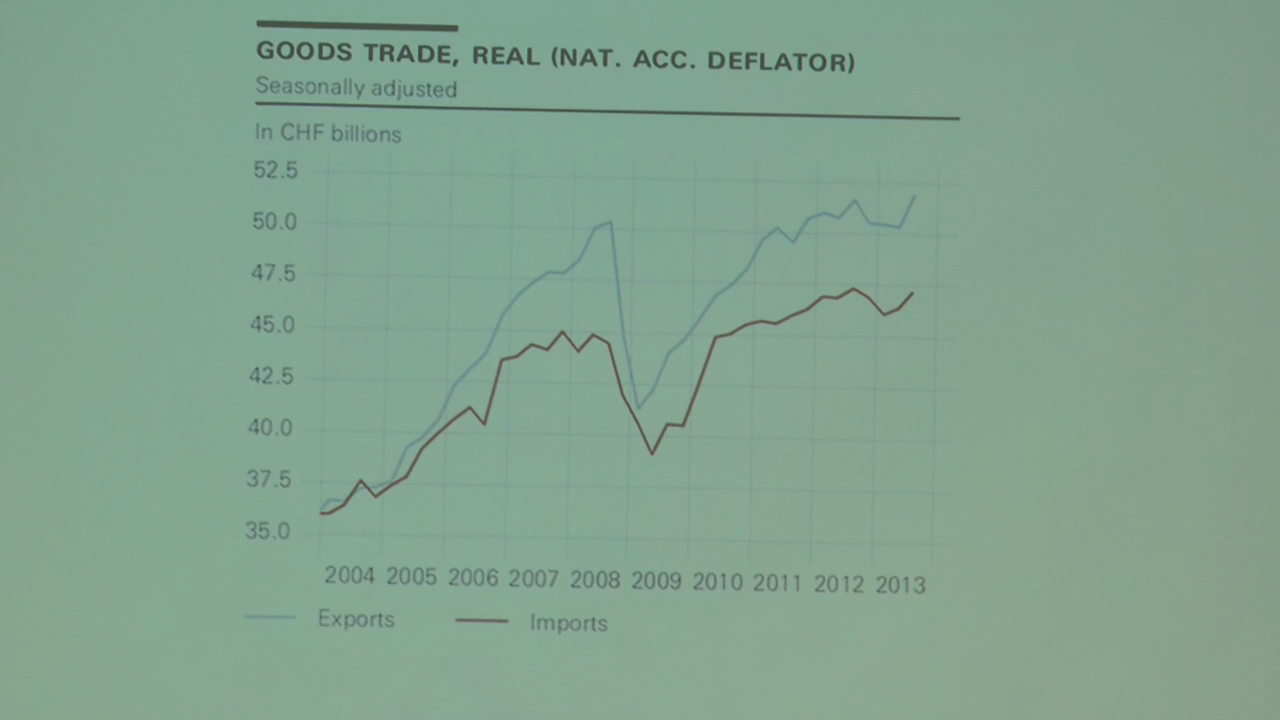 GOODS TRADE, REAL (NAT. ACC. DEFLATOR)
Seasonally adjusted
In CHF billions
52.5
50.0
47.5
45.0
42.5
40.0
37.5
35.0
2004 2005 2006 2007 2008 2009 2010 2011 2012 2013
Exports Imports